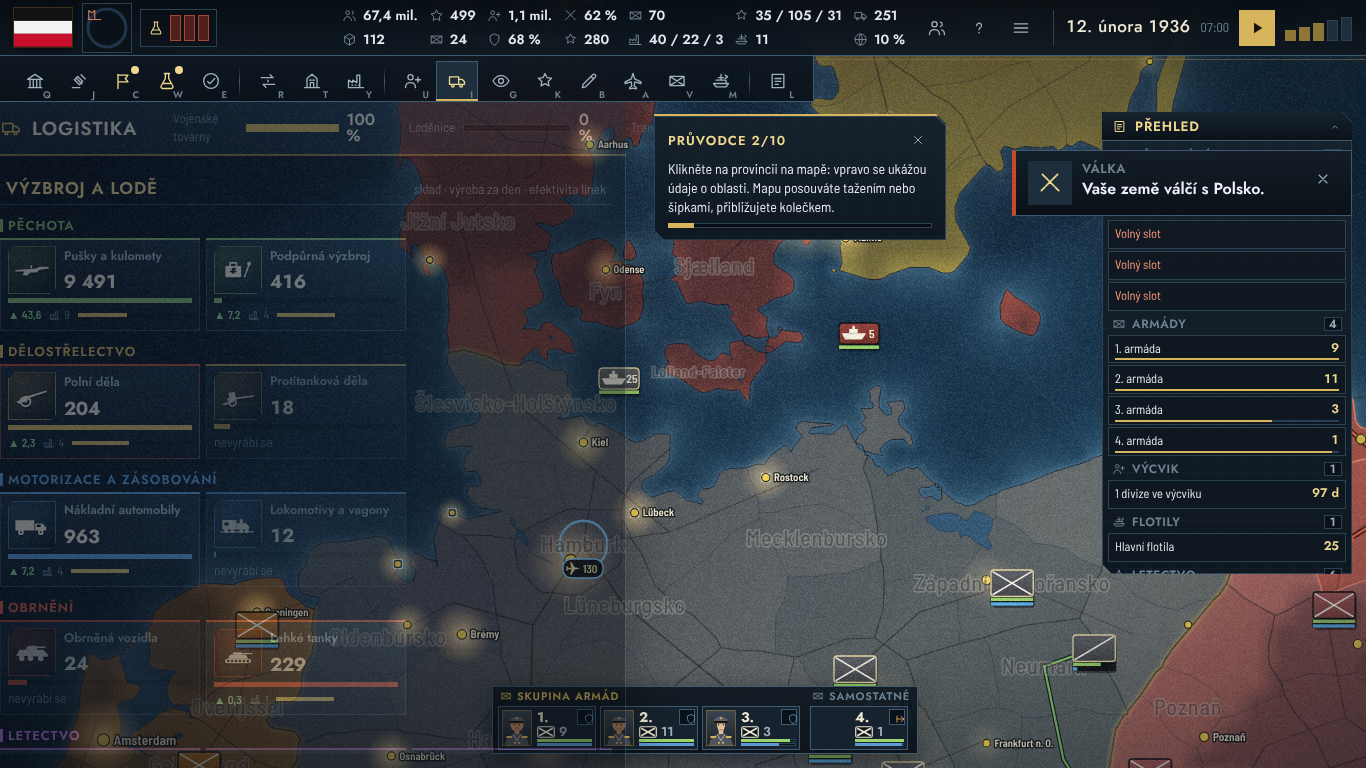 67,4 mil.
499
1,1 mil.
62 %
70
35 / 105 / 31
251
112
24
68 %
280
40 / 22 / 3
11
10 %
?
12. února 1936
07:00
Q
J
C
W
E
R
T
Y
U
I
G
K
B
A
V
M
L
LOGISTIKA
Vojenské továrny
100 %
Loděnice
0 %
VÝZBROJ A LODĚ
sklad · výroba za den · efektivita linek
PĚCHOTA
Pušky a kulomety
9 491
▲ 43,6
9
Podpůrná výzbroj
416
▲ 7,2
4
DĚLOSTŘELECTVO
Polní děla
204
▲ 2,3
4
Protitanková děla
18
nevyrábí se
MOTORIZACE A ZÁSOBOVÁNÍ
Nákladní automobily
963
▲ 7,2
4
Lokomotivy a vagony
12
nevyrábí se
OBRNĚNÍ
Obrněná vozidla
24
nevyrábí se
Lehké tanky
229
▲ 0,3
LETECTVO
PRŮVODCE 2/10
Klikněte na provincii na mapě: vpravo se ukážou
údaje o oblasti. Mapu posouváte tažením nebo
šipkami, přibližujete kolečkem.
PŘEHLED
VÁLKA
Vaše země válčí s Polsko.
Volný slot
Volný slot
Volný slot
ARMÁDY
4
1. armáda
9
2. armáda
11
3. armáda
3
4. armáda
1
VÝCVIK
1
1 divize ve výcviku
97 d
FLOTILY
1
Hlavní flotila
25
Aarhus
Jižní Jutsko
Odense
Fyn
Sjælland
5
25
Lolland-Falster
Šlesvicko-Holštýnsko
Kiel
Rostock
Lübeck
Hamburk
130
Mecklenbursko
Lüneburgsko
Groningen
Oldenbursko
Brémy
Overijssel
Amsterdam
Osnabrück
Neumark
Poznaň
Poznaň
Frankfurt n. O.
SKUPINA ARMÁD
SAMOSTATNÉ
1.
9
2.
11
3.
3
4.
1